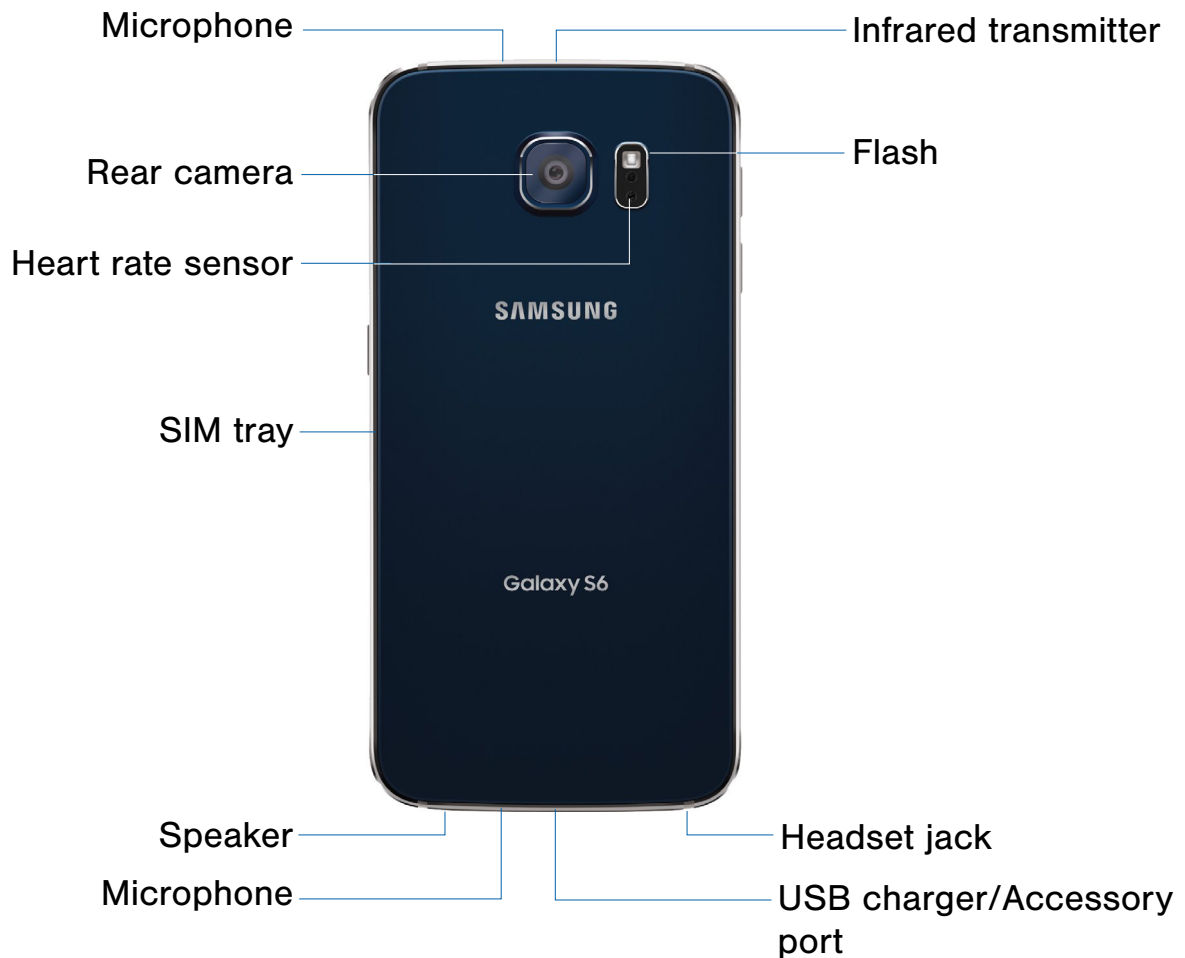 Microphone
Infrared transmitter
Flash
Rear camera
Heart rate sensor
SAMSUNG
SIM tray
Galaxy S6
Speaker
Headset jack
Microphone
USB charger/Accessory
port